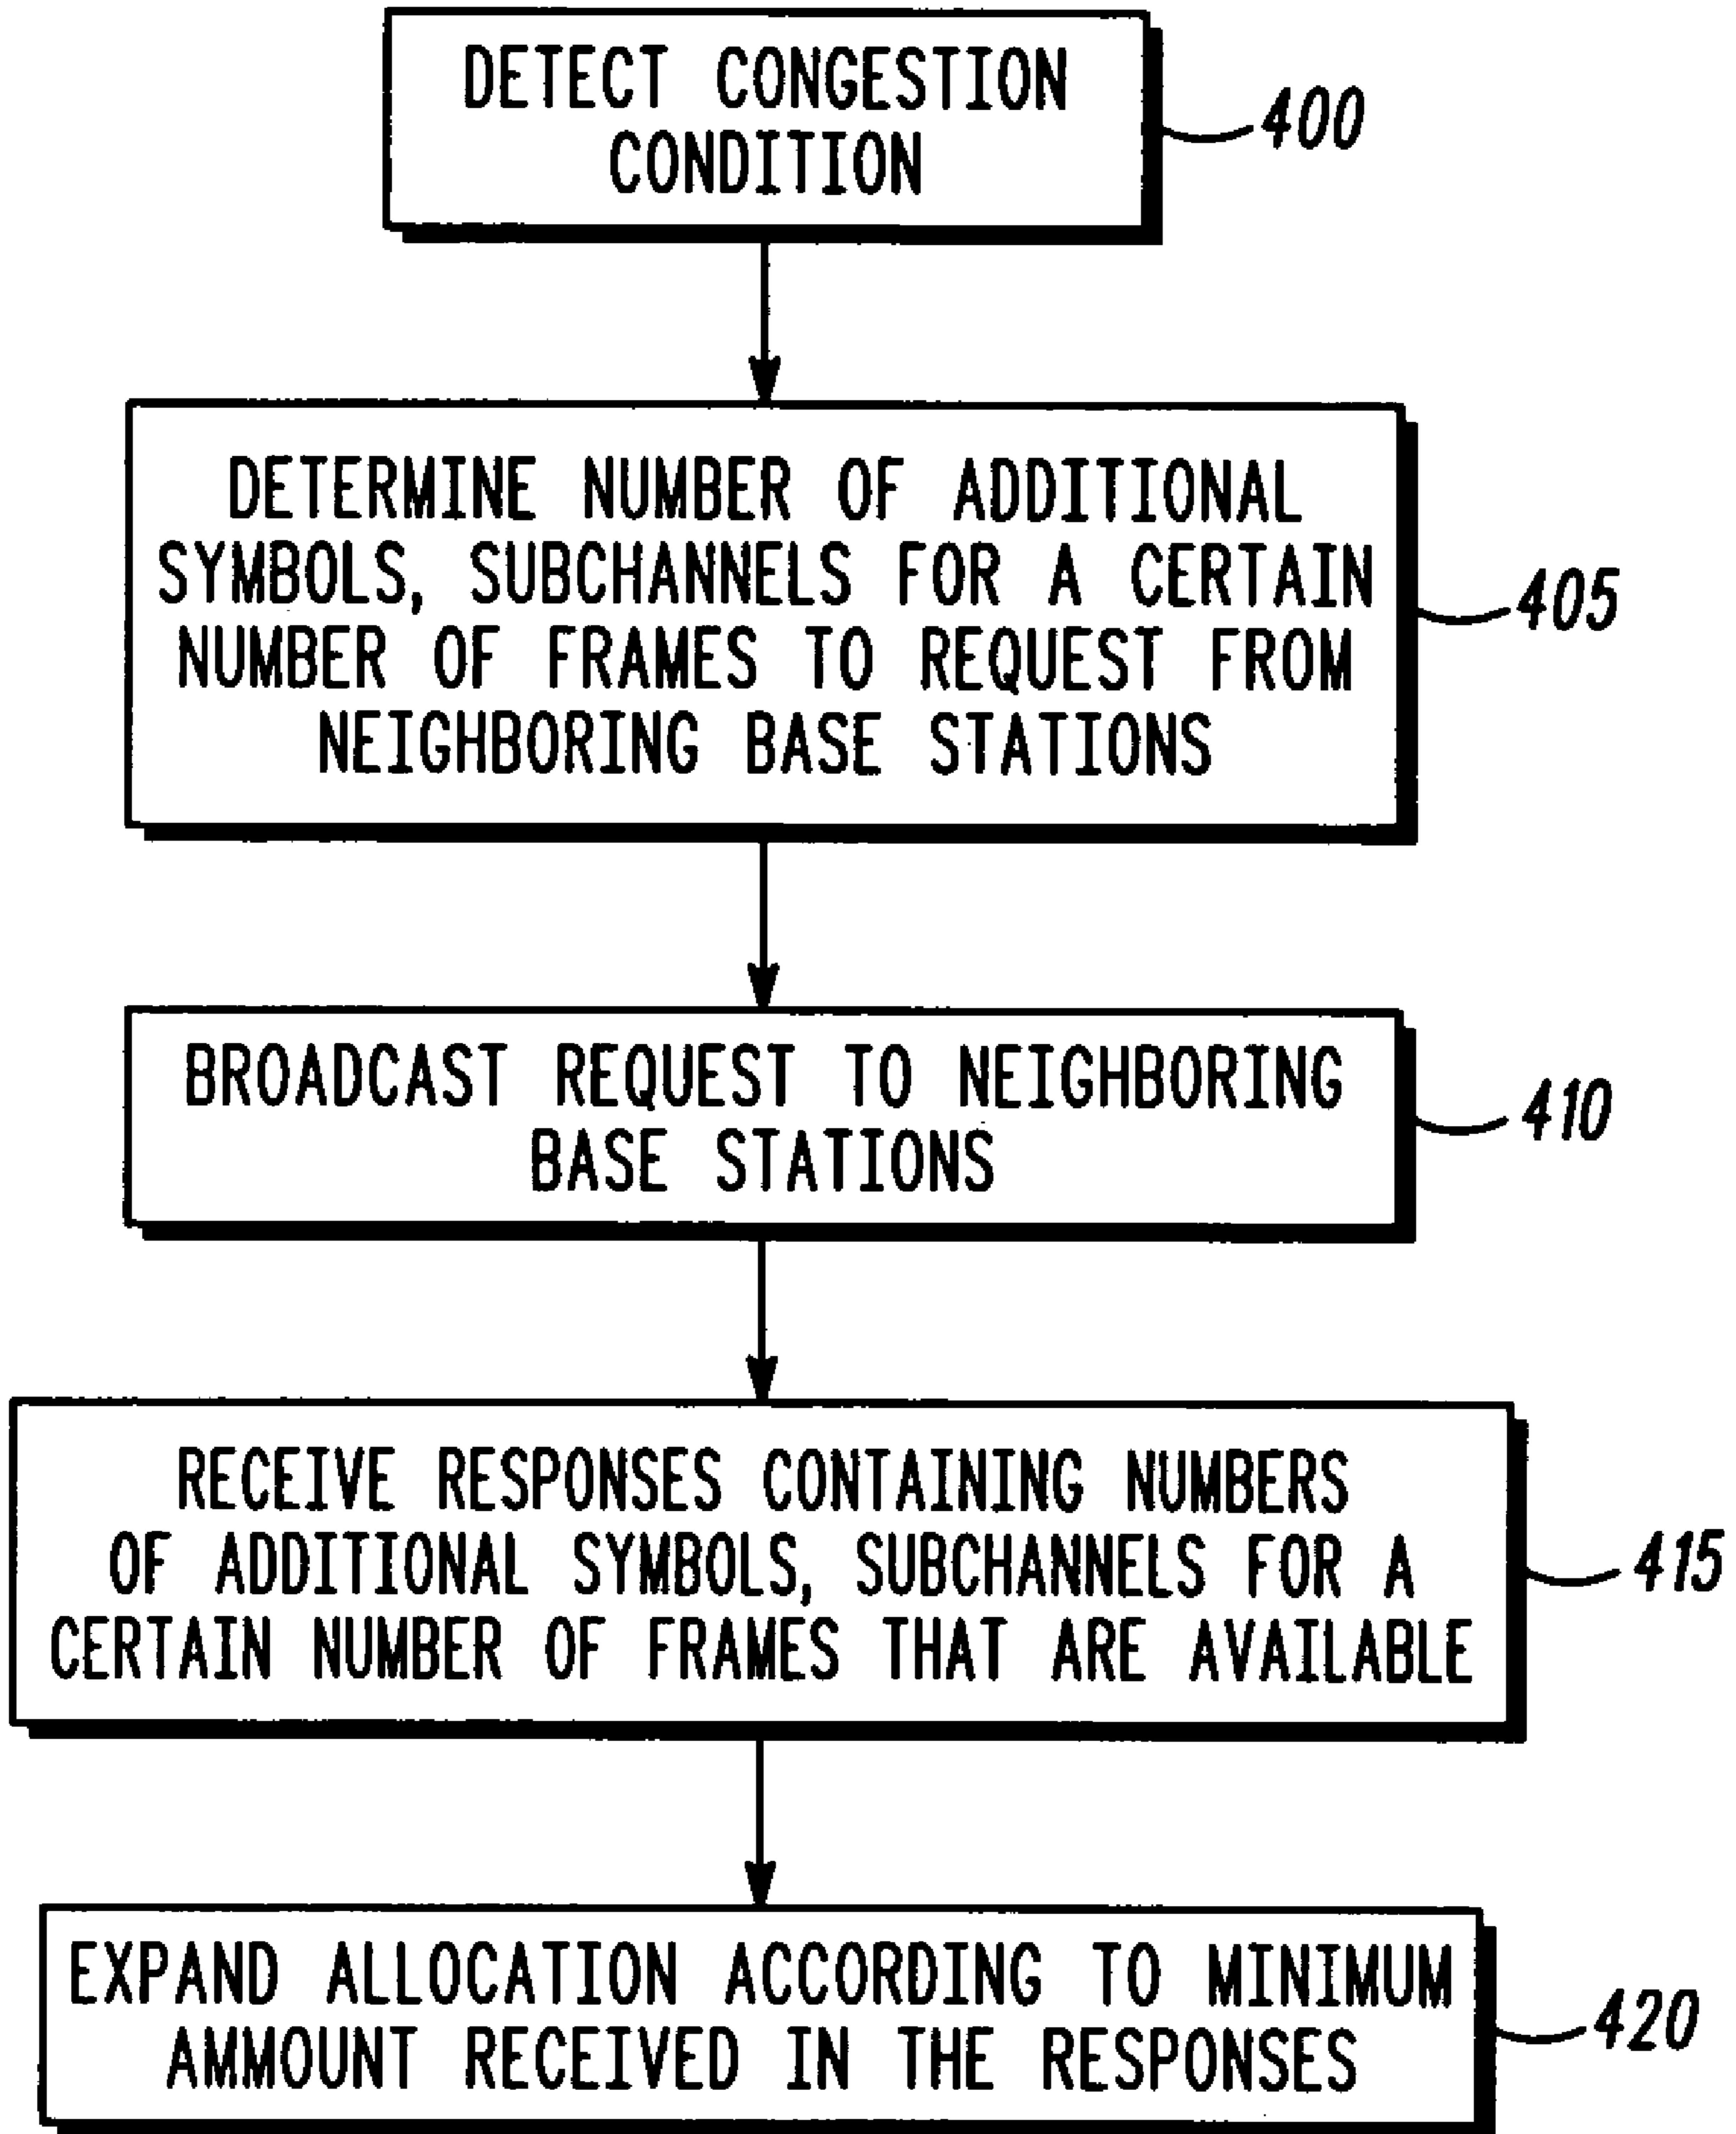 DETECT CONGESTION
CONDITION
400
DETERMINE NUMBER OF ADDITIONAL
SYMBOLS, SUBCHANNELS FOR A CERTAIN
NUMBER OF FRAMES TO REQUEST FROM
NEIGHBORING BASE STATIONS
405
BROADCAST REQUEST TO NEIGHBORING
BASE STATIONS
410
RECEIVE RESPONSES CONTAINING NUMBERS
OF ADDITIONAL SYMBOLS, SUBCHANNELS FOR A
CERTAIN NUMBER OF FRAMES THAT ARE AVAILABLE
415
EXPAND ALLOCATION ACCORDING TO MINIMUM
AMMOUNT RECEIVED IN THE RESPONSES
420